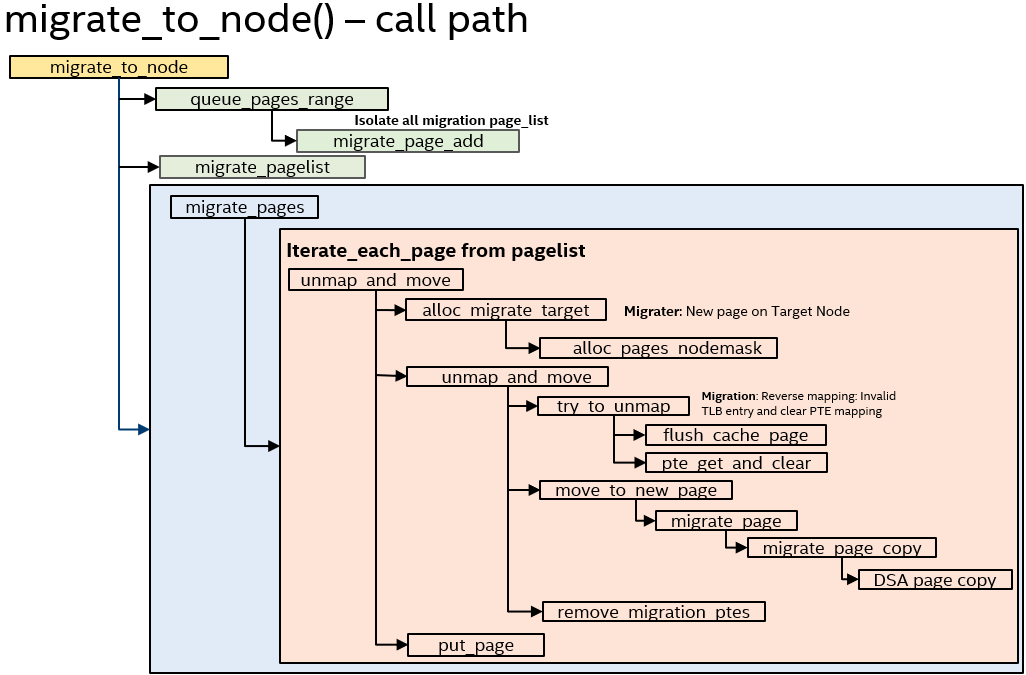 migrate_to_node() – call path
migrate_to_node
queue_pages_range
Isolate all migration page_list
migrate_page_add
migrate_pagelist
migrate_pages
Iterate_each_page from pagelist
unmap_and_move
alloc_migrate_target
Migrater: New page on Target Node
alloc_pages_nodemask
unmap_and_move
try_to_unmap
Migration: Reverse mapping: Invalid
TLB entry and clear PTE mapping
flush_cache_page
pte_get_and_clear
move_to_new_page
migrate_page
migrate_page_copy
DSA page copy
remove_migration_ptes
put_page